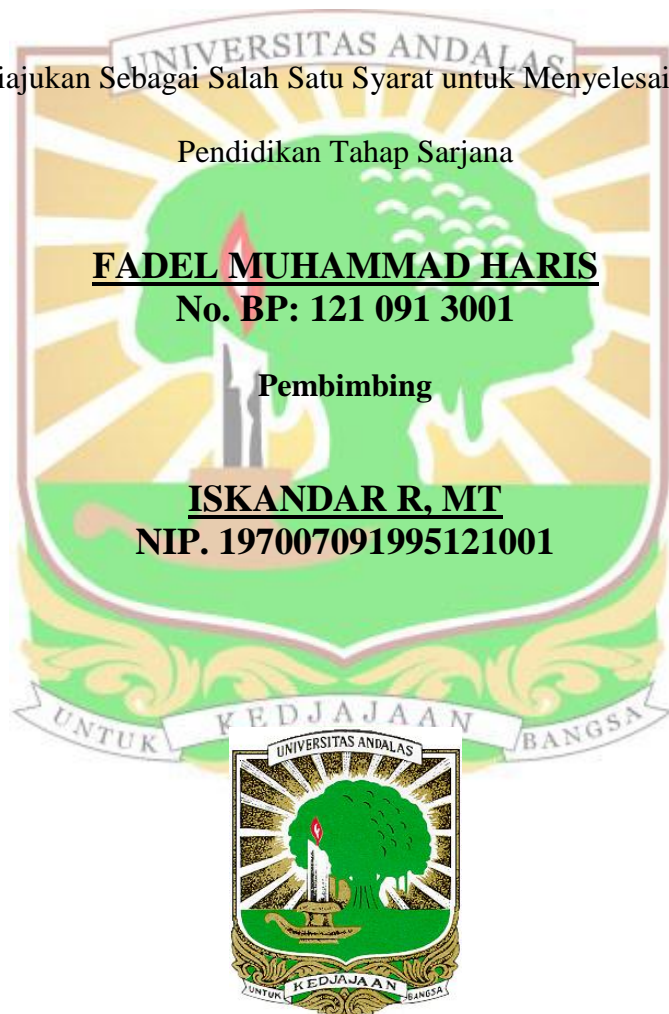 UNIVERSITAS ANDALAS
iajukan Sebagai Salah Satu Syarat untuk Menyelesai
Pendidikan Tahap Sarjana
FADEL MUHAMMAD HARIS
No. BP: 121 091 3001
Pembimbing
ISKANDAR R, MT
NIP. 197007091995121001
UNTUK KEDJAJAAN BANGSA
UNIVERSITAS ANDALAS
UNTUK KEDJAJAAN BANGSA